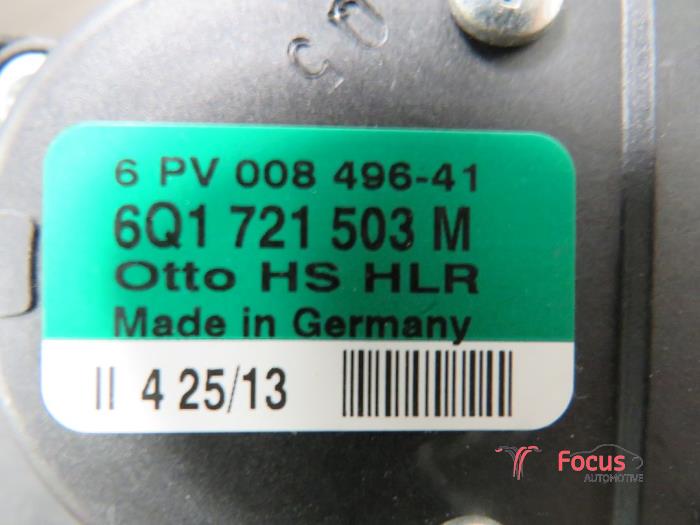 50
6 PV 008 496-41
6Q1 721 503 M
Otto HS HLR
Made in Germany
II 4 25/13
Focus
AUTOMOTIVE